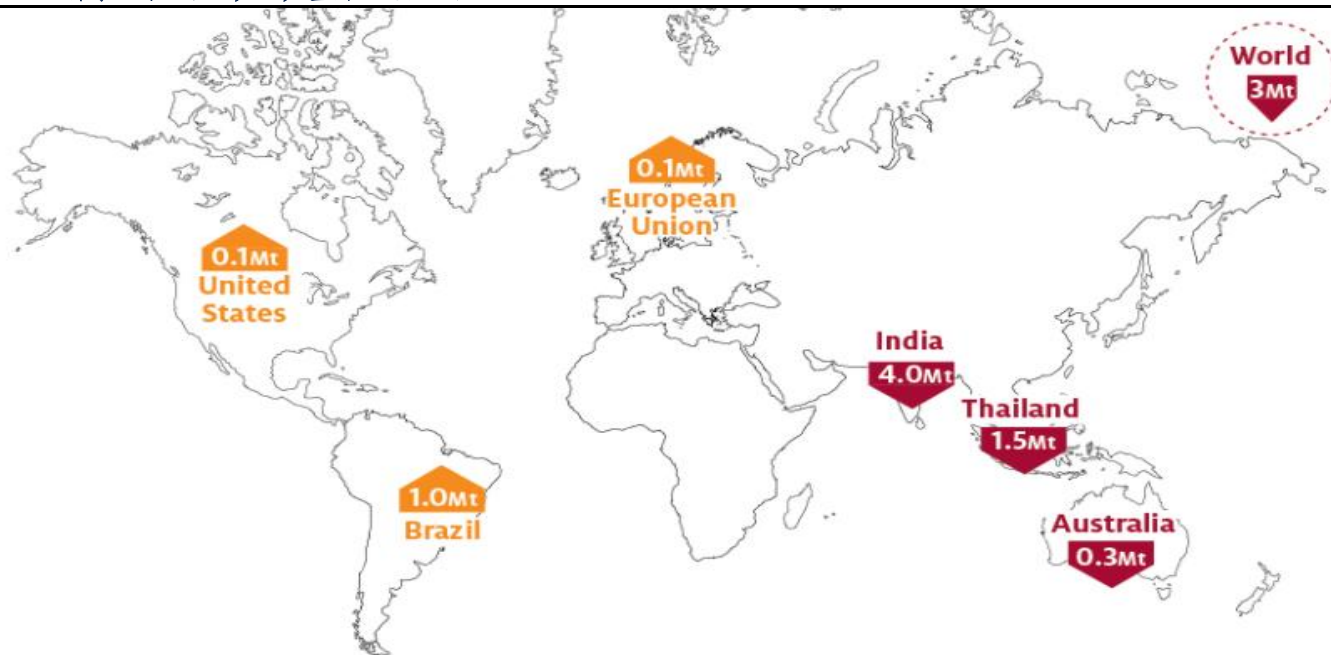 World
3Mt
0.1Mt
European
Union
0.1Mt
United
States
India
4.0Mt
Thailand
1.5Mt
1.0Mt
Brazil
Australia
0.3Mt